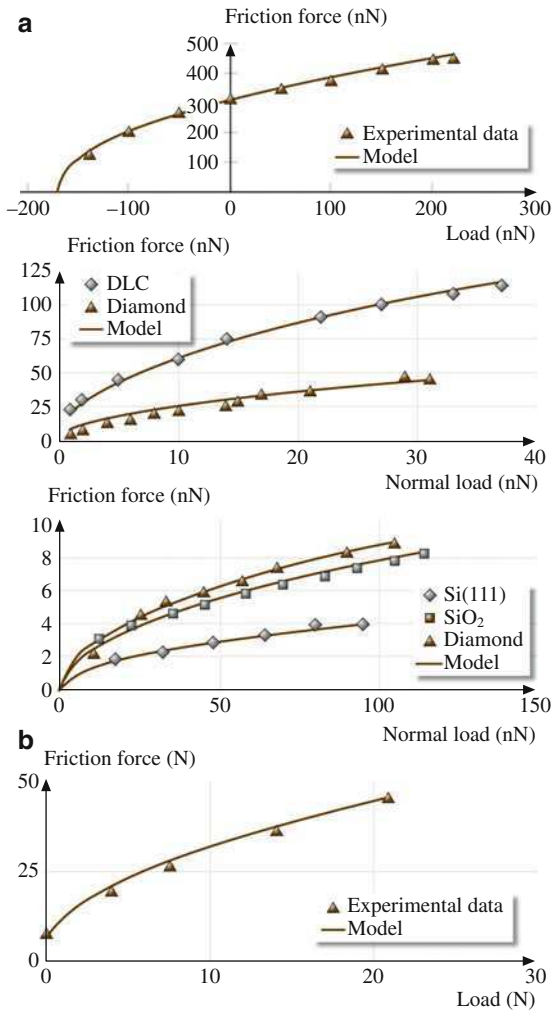 a
Friction force (nN)
500
400
300
200
100
Experimental data
Model
−200 −100 0 100 200 300
Load (nN)
Friction force (nN)
125
100
75
50
25
0
DLC
Diamond
Model
0 10 20 30 40
Normal load (nN)
Friction force (nN)
10
8
6
4
2
0
Si(111)
SiO₂
Diamond
Model
0 50 100 150
Normal load (nN)
b
Friction force (N)
50
25
0
Experimental data
Model
0 10 20 30
Load (N)